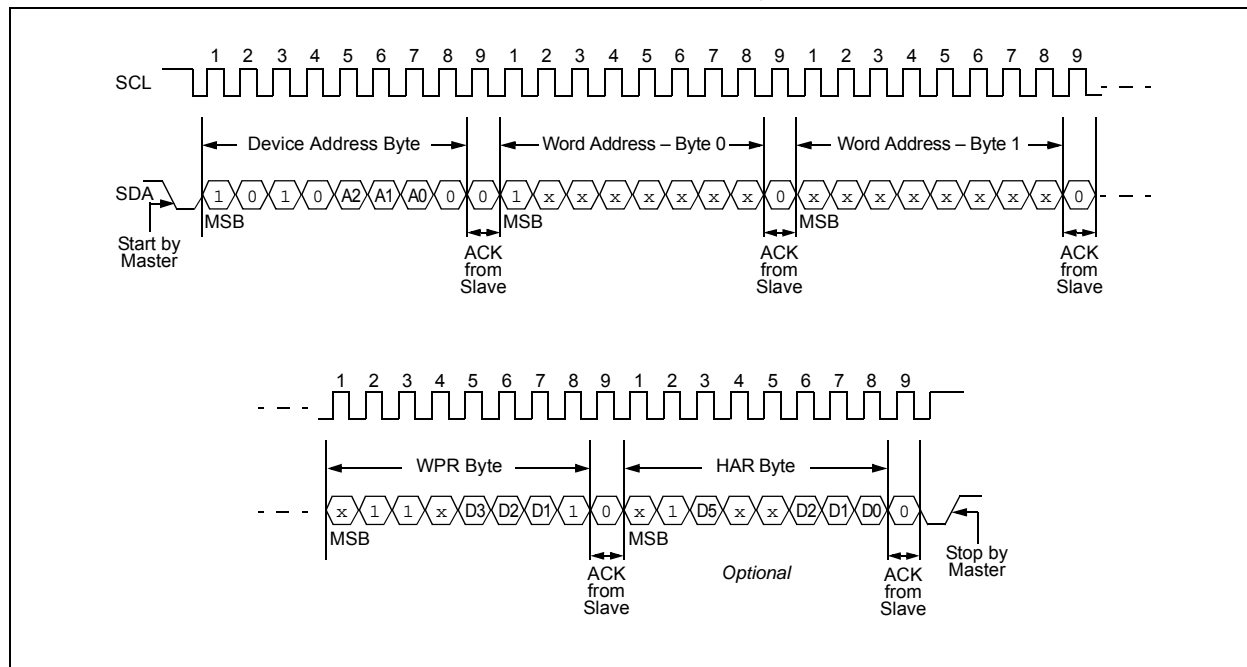 1 2 3 4 5 6 7 8 9 1 2 3 4 5 6 7 8 9 1 2 3 4 5 6 7 8 9
SCL
Device Address Byte
Word Address – Byte 0
Word Address – Byte 1
SDA
1 0 1 0 A2 A1 A0 0 0 1 x x x x x x x 0 x x x x x x x x 0
MSB
MSB
MSB
Start by
Master
ACK
from
Slave
ACK
from
Slave
ACK
from
Slave
1 2 3 4 5 6 7 8 9 1 2 3 4 5 6 7 8 9
WPR Byte
HAR Byte
x 1 1 x D3 D2 D1 1 0 x 1 D5 x x D2 D1 D0 0
MSB
MSB
ACK
from
Slave
Optional
ACK
from
Slave
Stop by
Master